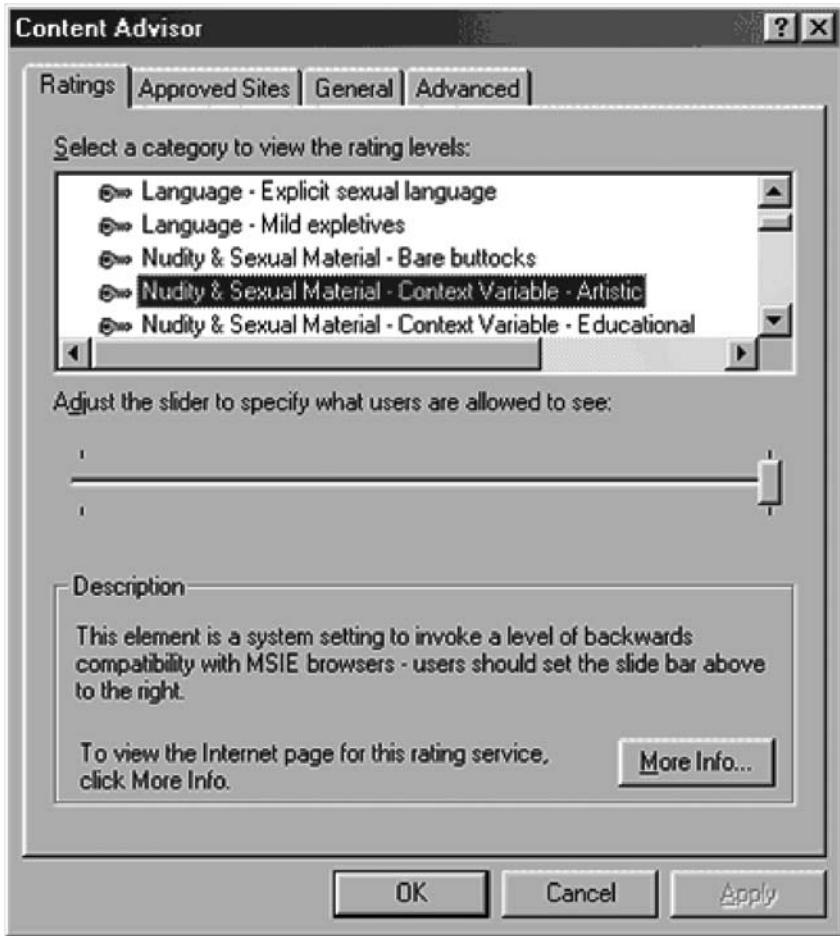 Content Advisor
Ratings
Approved Sites
General
Advanced
Select a category to view the rating levels:
Language - Explicit sexual language
Language - Mild expletives
Nudity & Sexual Material - Bare buttocks
Nudity & Sexual Material - Context Variable - Artistic
Nudity & Sexual Material - Context Variable - Educational
Adjust the slider to specify what users are allowed to see:
Description
This element is a system setting to invoke a level of backwards
compatibility with MSIE browsers - users should set the slide bar above
to the right.
To view the Internet page for this rating service,
click More Info.
More Info...
OK
Cancel
Apply